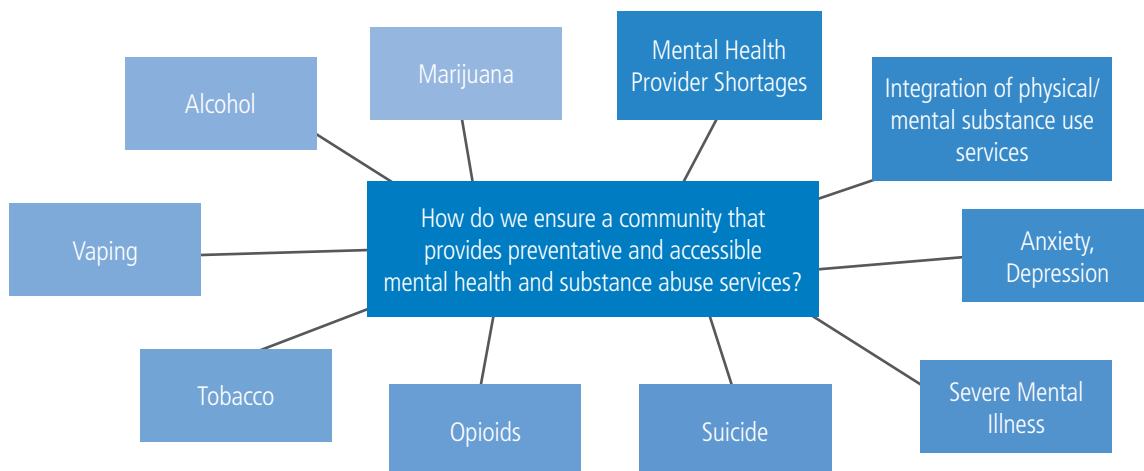 Marijuana
Mental Health
Provider Shortages
Alcohol
Integration of physical/
mental substance use
services
How do we ensure a community that
provides preventative and accessible
mental health and substance abuse services?
Vaping
Anxiety,
Depression
Tobacco
Opioids
Suicide
Severe Mental
Illness